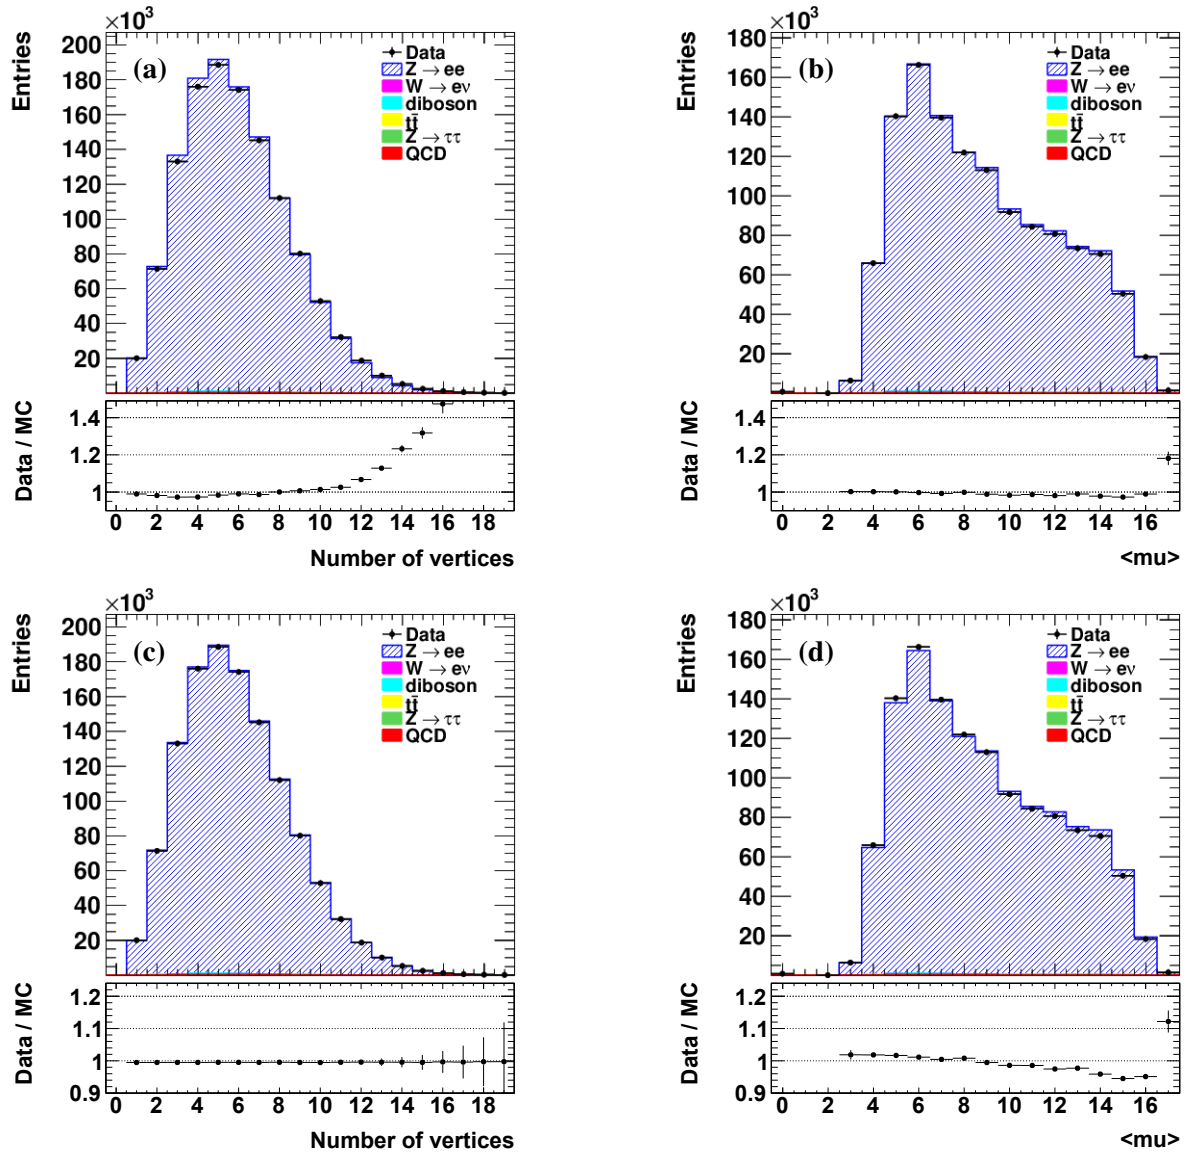 ×10³
Entries
200
180
160
140
120
100
80
60
40
20
(a)
Data
Z → ee
W → eν
diboson
tt̄
Z → ττ
QCD
Data / MC
1.4
1.2
1
0 2 4 6 8 10 12 14 16 18
Number of vertices
×10³
Entries
180
160
140
120
100
80
60
40
20
(b)
Data
Z → ee
W → eν
diboson
tt̄
Z → ττ
QCD
Data / MC
1.4
1.2
1
0 2 4 6 8 10 12 14 16
<mu>
×10³
Entries
200
180
160
140
120
100
80
60
40
20
(c)
Data
Z → ee
W → eν
diboson
tt̄
Z → ττ
QCD
Data / MC
1.2
1.1
1
0.9
0 2 4 6 8 10 12 14 16 18
Number of vertices
×10³
Entries
180
160
140
120
100
80
60
40
20
(d)
Data
Z → ee
W → eν
diboson
tt̄
Z → ττ
QCD
Data / MC
1.2
1.1
1
0.9
0 2 4 6 8 10 12 14 16
<mu>